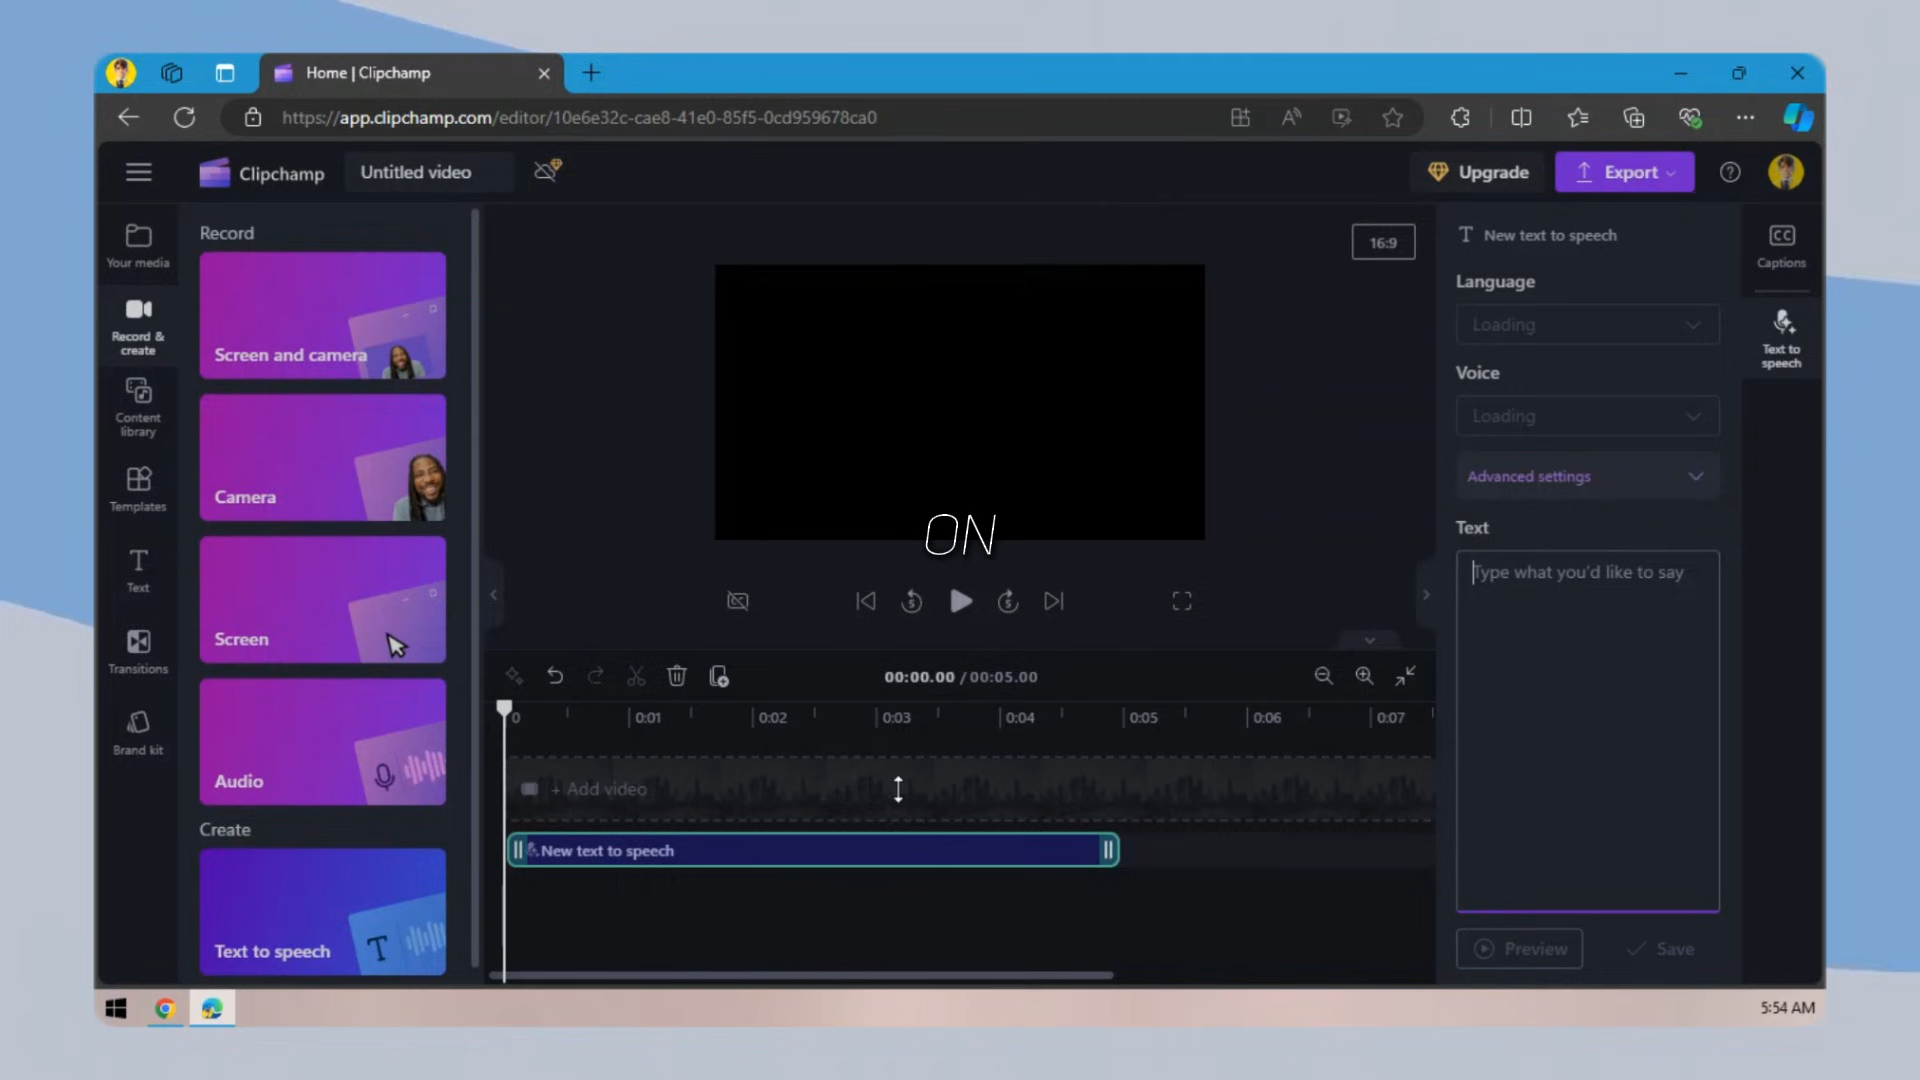 Home | Clipchamp
https://app.clipchamp.com/editor/10e6e32c-cae8-41e0-85f5-0cd959678ca0
Clipchamp
Untitled video
Upgrade
Export
Your media
Record &
create
Content
library
Templates
Text
Transitions
Brand kit
Record
Screen and camera
Camera
Screen
Audio
Create
Text to speech
T
16:9
ON
5
5
00:00.00 / 00:05.00
0
0:01
0:02
0:03
0:04
0:05
0:06
0:07
+ Add video
New text to speech
New text to speech
Language
Loading
Voice
Loading
Advanced settings
Text
Type what you'd like to say
Preview
Save
CC
Captions
Text to
speech
5:54 AM